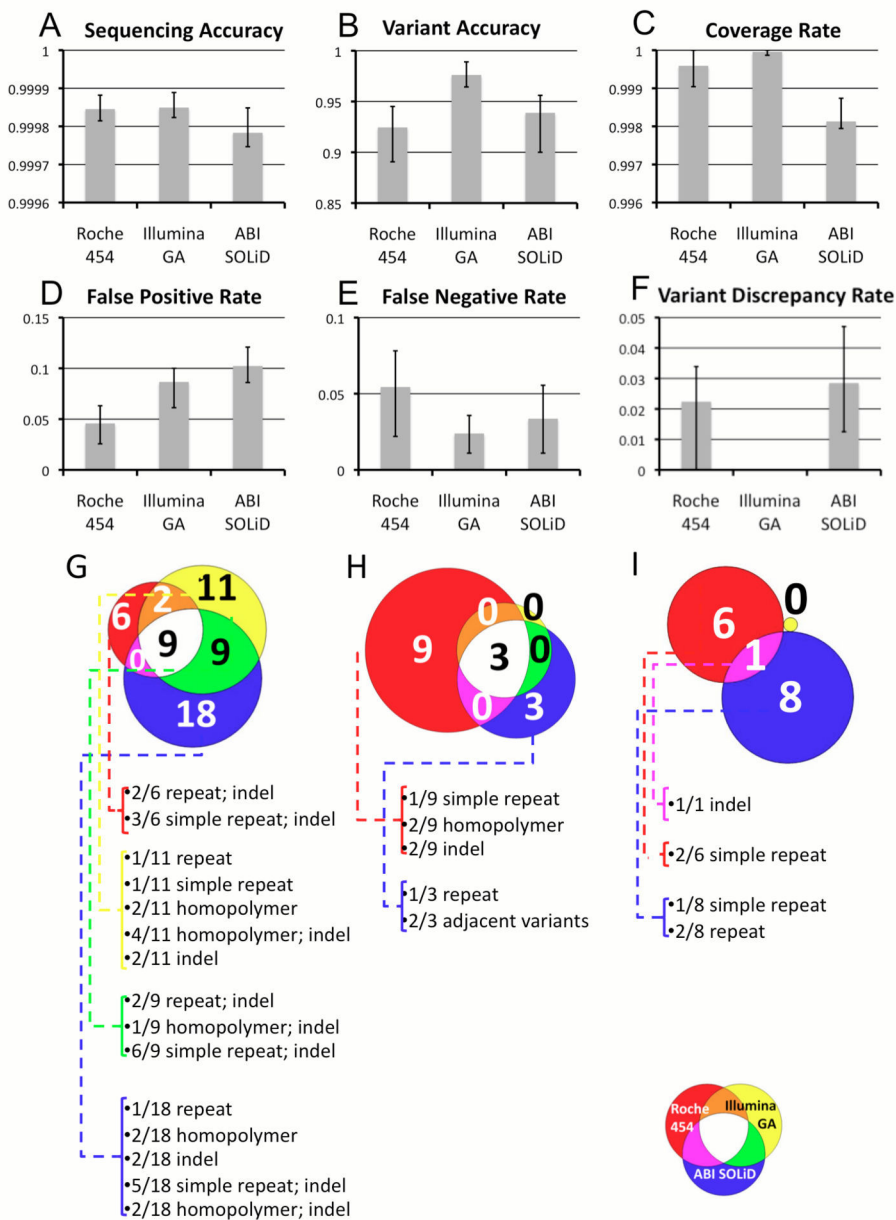 A Sequencing Accuracy
1
0.9999
0.9998
0.9997
0.9996
Roche 454
Illumina GA
ABI SOLiD
B Variant Accuracy
1
0.95
0.9
0.85
Roche 454
Illumina GA
ABI SOLiD
C Coverage Rate
1
0.999
0.998
0.997
0.996
Roche 454
Illumina GA
ABI SOLiD
D False Positive Rate
0.15
0.1
0.05
0
Roche 454
Illumina GA
ABI SOLiD
E False Negative Rate
0.1
0.05
0
Roche 454
Illumina GA
ABI SOLiD
F Variant Discrepancy Rate
0.05
0.04
0.03
0.02
0.01
0
Roche 454
Illumina GA
ABI SOLiD
G
6
2
11
9
0
9
18
•2/6 repeat; indel
•3/6 simple repeat; indel
•1/11 repeat
•1/11 simple repeat
•2/11 homopolymer
•4/11 homopolymer; indel
•2/11 indel
•2/9 repeat; indel
•1/9 homopolymer; indel
•6/9 simple repeat; indel
•1/18 repeat
•2/18 homopolymer
•2/18 indel
•5/18 simple repeat; indel
•2/18 homopolymer; indel
H
9
0
0
3
0
0
3
•1/9 simple repeat
•2/9 homopolymer
•2/9 indel
•1/3 repeat
•2/3 adjacent variants
I
6
0
1
8
•1/1 indel
•2/6 simple repeat
•1/8 simple repeat
•2/8 repeat
Roche 454
Illumina GA
ABI SOLiD